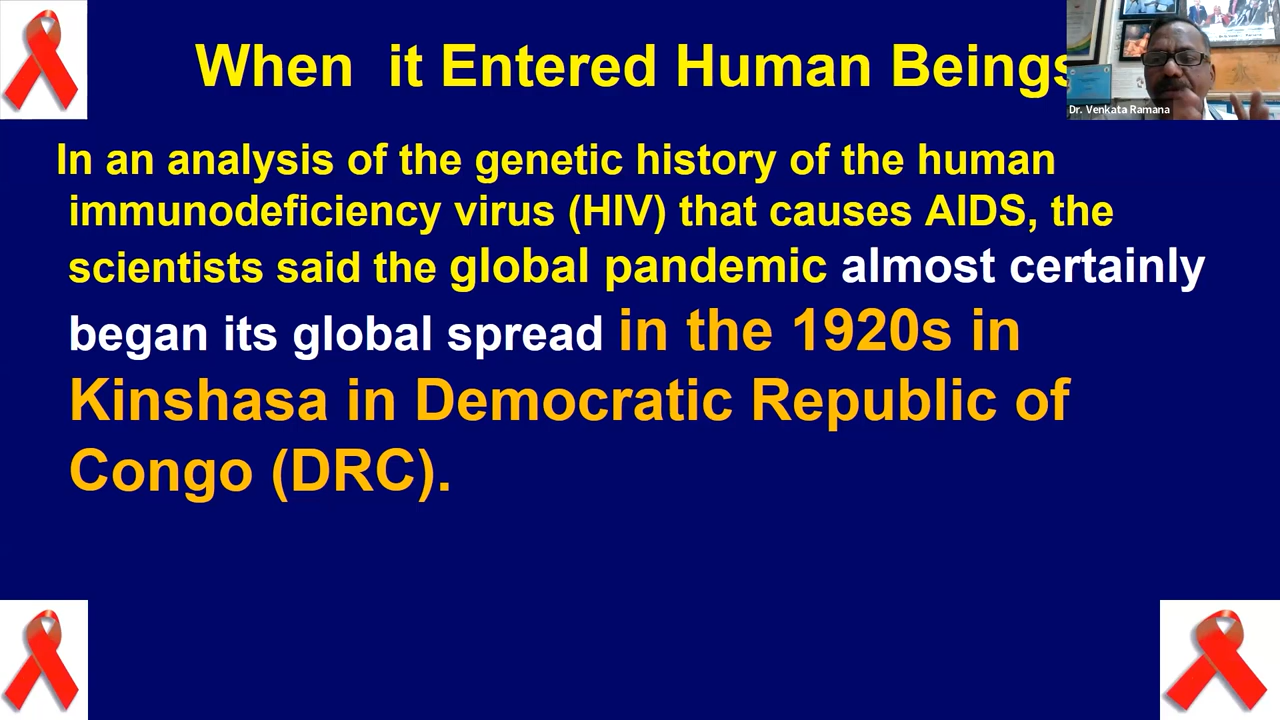 When it Entered Human Beings
Dr. Venkata Ramana
In an analysis of the genetic history of the human
immunodeficiency virus (HIV) that causes AIDS, the
scientists said the global pandemic almost certainly
began its global spread in the 1920s in
Kinshasa in Democratic Republic of
Congo (DRC).